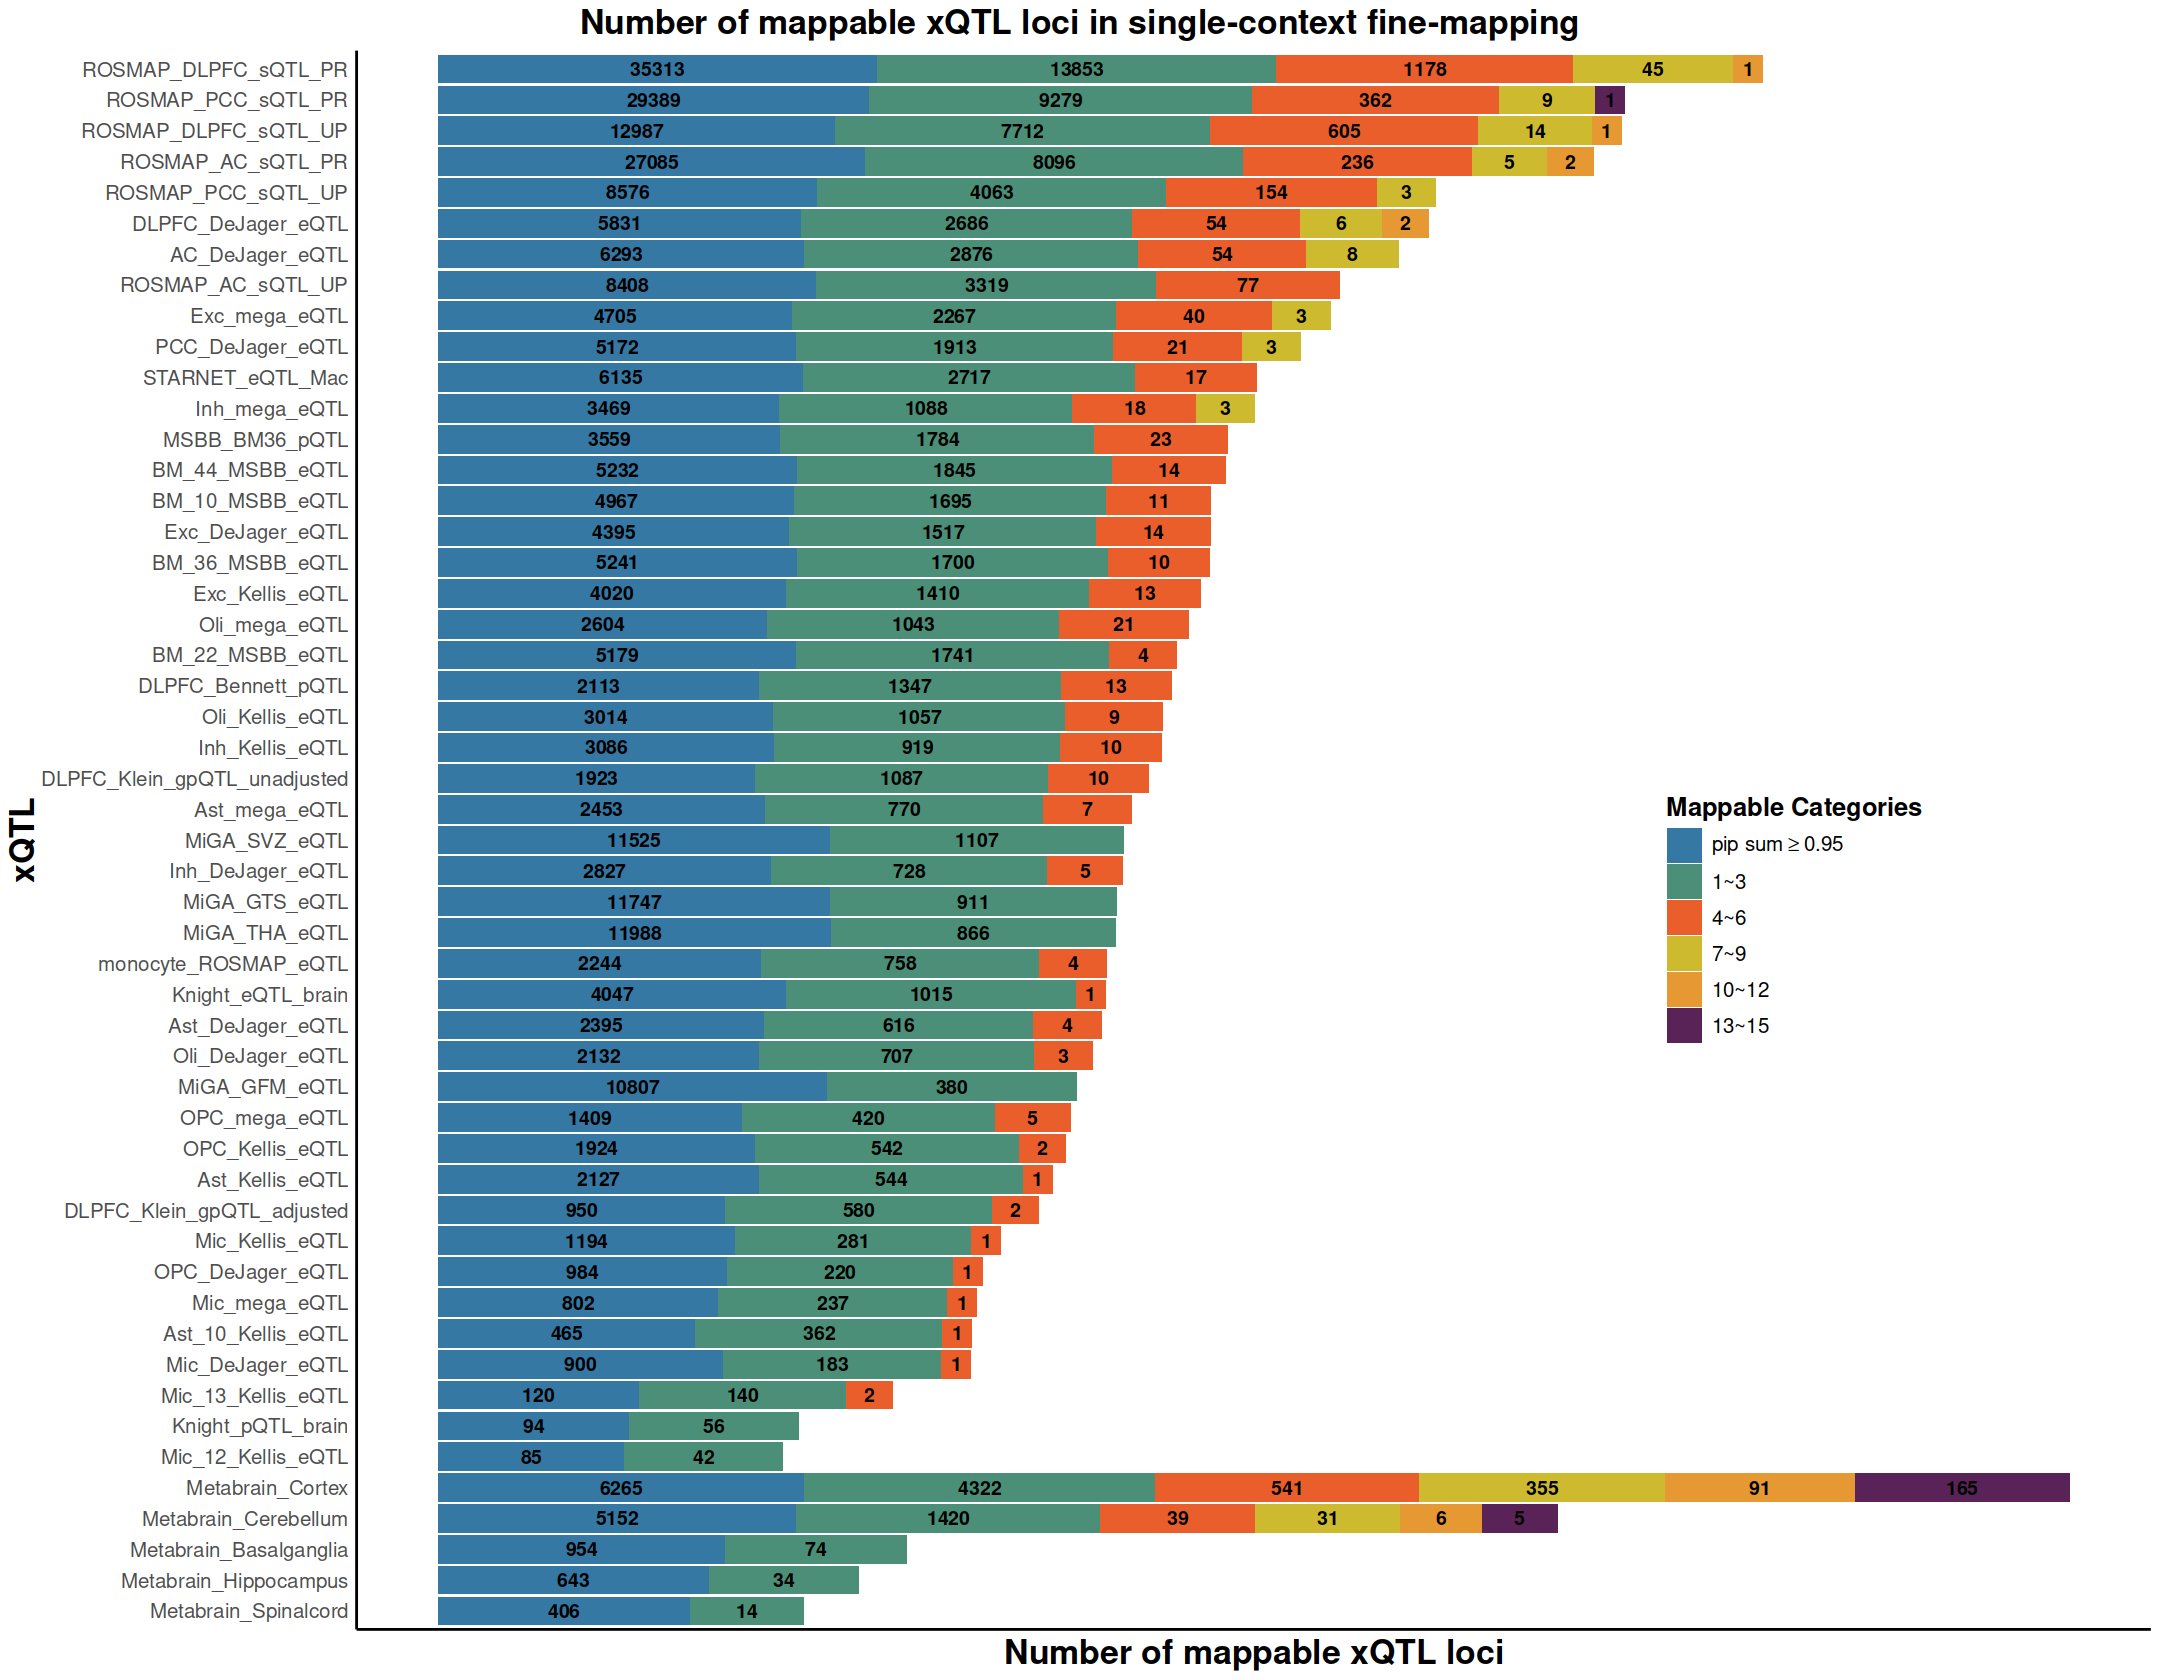 Number of mappable xQTL loci in single-context fine-mapping
ROSMAP_DLPFC_sQTL_PR 35313 13853 1178 45 1
ROSMAP_PCC_sQTL_PR 29389 9279 362 9 1
ROSMAP_DLPFC_sQTL_UP 12987 7712 605 14 1
ROSMAP_AC_sQTL_PR 27085 8096 236 5 2
ROSMAP_PCC_sQTL_UP 8576 4063 154 3
DLPFC_DeJager_eQTL 5831 2686 54 6 2
AC_DeJager_eQTL 6293 2876 54 8
ROSMAP_AC_sQTL_UP 8408 3319 77
Exc_mega_eQTL 4705 2267 40 3
PCC_DeJager_eQTL 5172 1913 21 3
STARNET_eQTL_Mac 6135 2717 17
Inh_mega_eQTL 3469 1088 18 3
MSBB_BM36_pQTL 3559 1784 23
BM_44_MSBB_eQTL 5232 1845 14
BM_10_MSBB_eQTL 4967 1695 11
Exc_DeJager_eQTL 4395 1517 14
BM_36_MSBB_eQTL 5241 1700 10
Exc_Kellis_eQTL 4020 1410 13
Oli_mega_eQTL 2604 1043 21
BM_22_MSBB_eQTL 5179 1741 4
DLPFC_Bennett_pQTL 2113 1347 13
Oli_Kellis_eQTL 3014 1057 9
Inh_Kellis_eQTL 3086 919 10
DLPFC_Klein_gpQTL_unadjusted 1923 1087 10
Ast_mega_eQTL 2453 770 7
MiGA_SVZ_eQTL 11525 1107
Inh_DeJager_eQTL 2827 728 5
MiGA_GTS_eQTL 11747 911
MiGA_THA_eQTL 11988 866
monocyte_ROSMAP_eQTL 2244 758 4
Knight_eQTL_brain 4047 1015 1
Ast_DeJager_eQTL 2395 616 4
Oli_DeJager_eQTL 2132 707 3
MiGA_GFM_eQTL 10807 380
OPC_mega_eQTL 1409 420 5
OPC_Kellis_eQTL 1924 542 2
Ast_Kellis_eQTL 2127 544 1
DLPFC_Klein_gpQTL_adjusted 950 580 2
Mic_Kellis_eQTL 1194 281 1
OPC_DeJager_eQTL 984 220 1
Mic_mega_eQTL 802 237 1
Ast_10_Kellis_eQTL 465 362 1
Mic_DeJager_eQTL 900 183 1
Mic_13_Kellis_eQTL 120 140 2
Knight_pQTL_brain 94 56
Mic_12_Kellis_eQTL 85 42
Metabrain_Cortex 6265 4322 541 355 91 165
Metabrain_Cerebellum 5152 1420 39 31 6 5
Metabrain_Basalganglia 954 74
Metabrain_Hippocampus 643 34
Metabrain_Spinalcord 406 14
xQTL
Number of mappable xQTL loci
Mappable Categories
pip sum ≥ 0.95
1~3
4~6
7~9
10~12
13~15